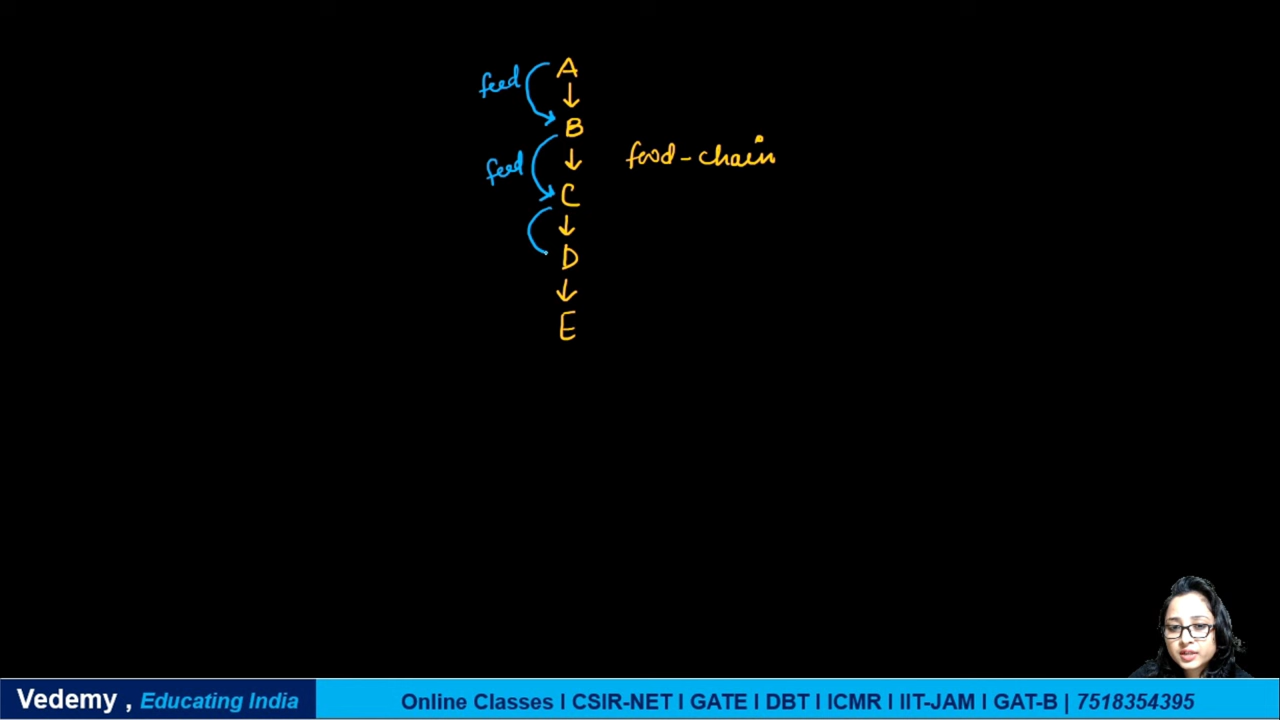 A
feed
↓
B
food-chain
feed
↓
C
↓
D
↓
E
Vedemy , Educating India
Online Classes I CSIR-NET I GATE I DBT I ICMR I IIT-JAM I GAT-B | 7518354395